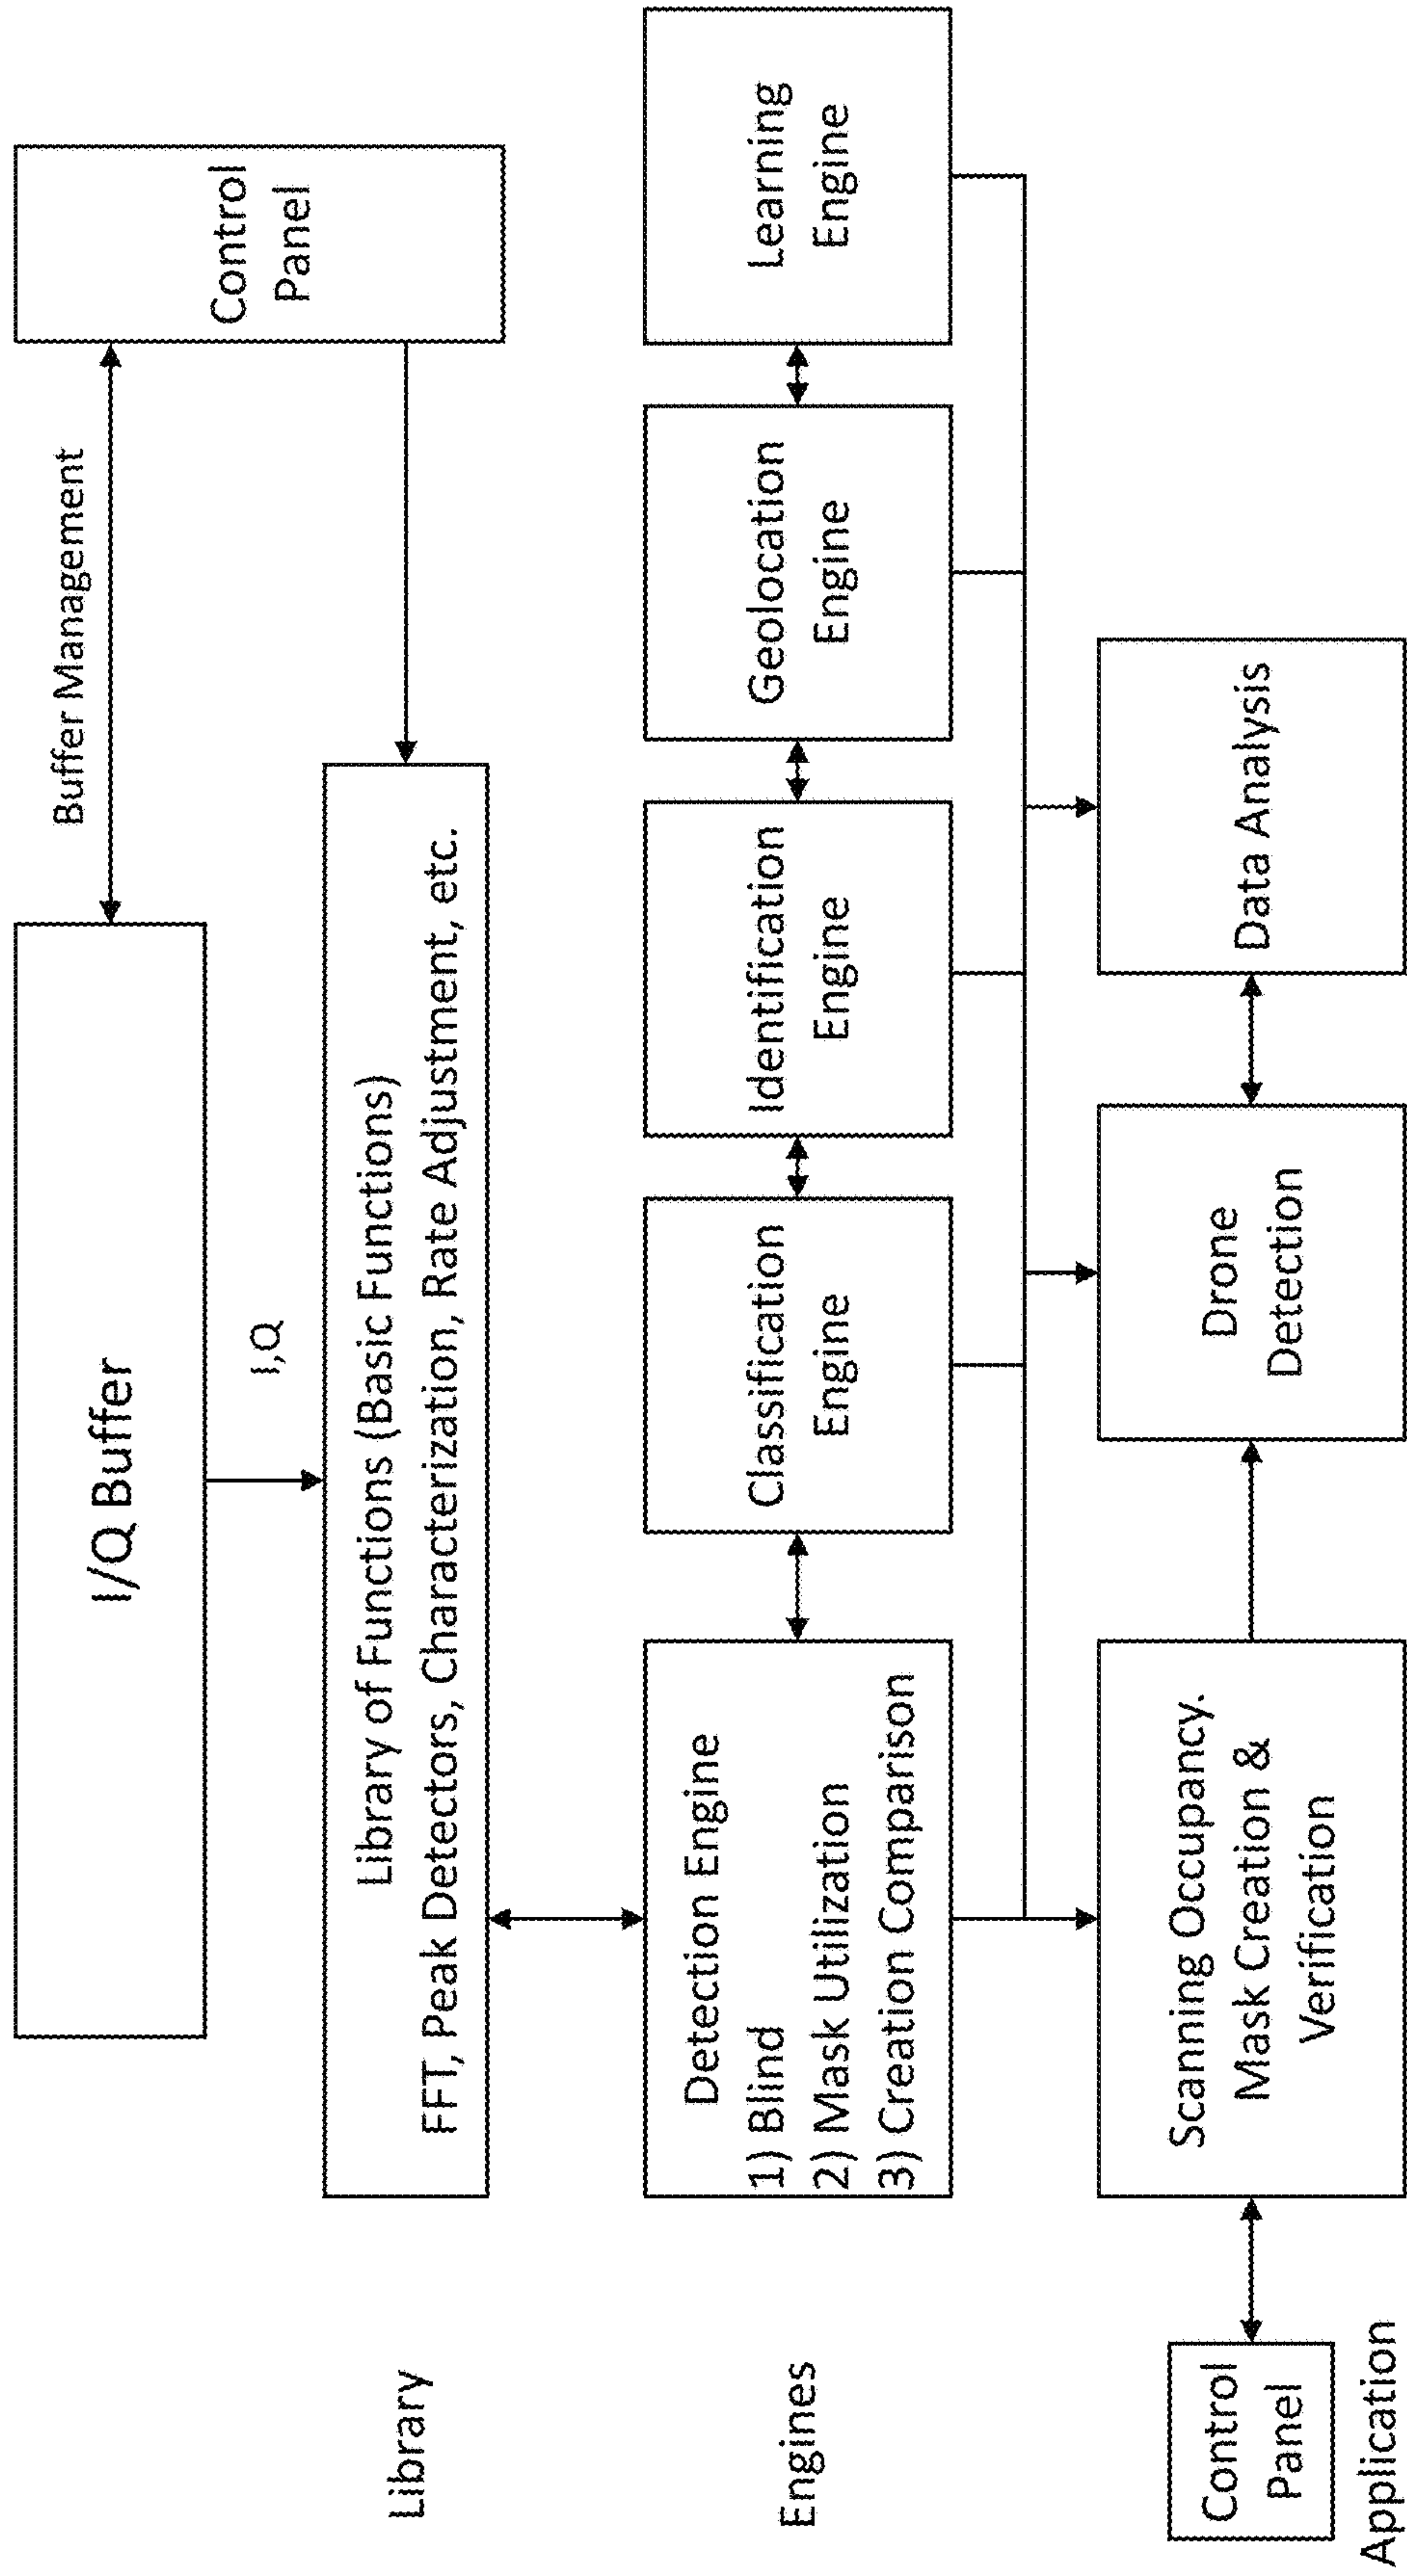 I/Q Buffer
Buffer Management
Control
Panel
I,Q
Library
Library of Functions (Basic Functions)
FFT, Peak Detectors, Characterization, Rate Adjustment, etc.
Engines
Detection Engine
1) Blind
2) Mask Utilization
3) Creation Comparison
Classification
Engine
Identification
Engine
Geolocation
Engine
Learning
Engine
Control
Panel
Application
Scanning Occupancy.
Mask Creation &
Verification
Drone
Detection
Data Analysis